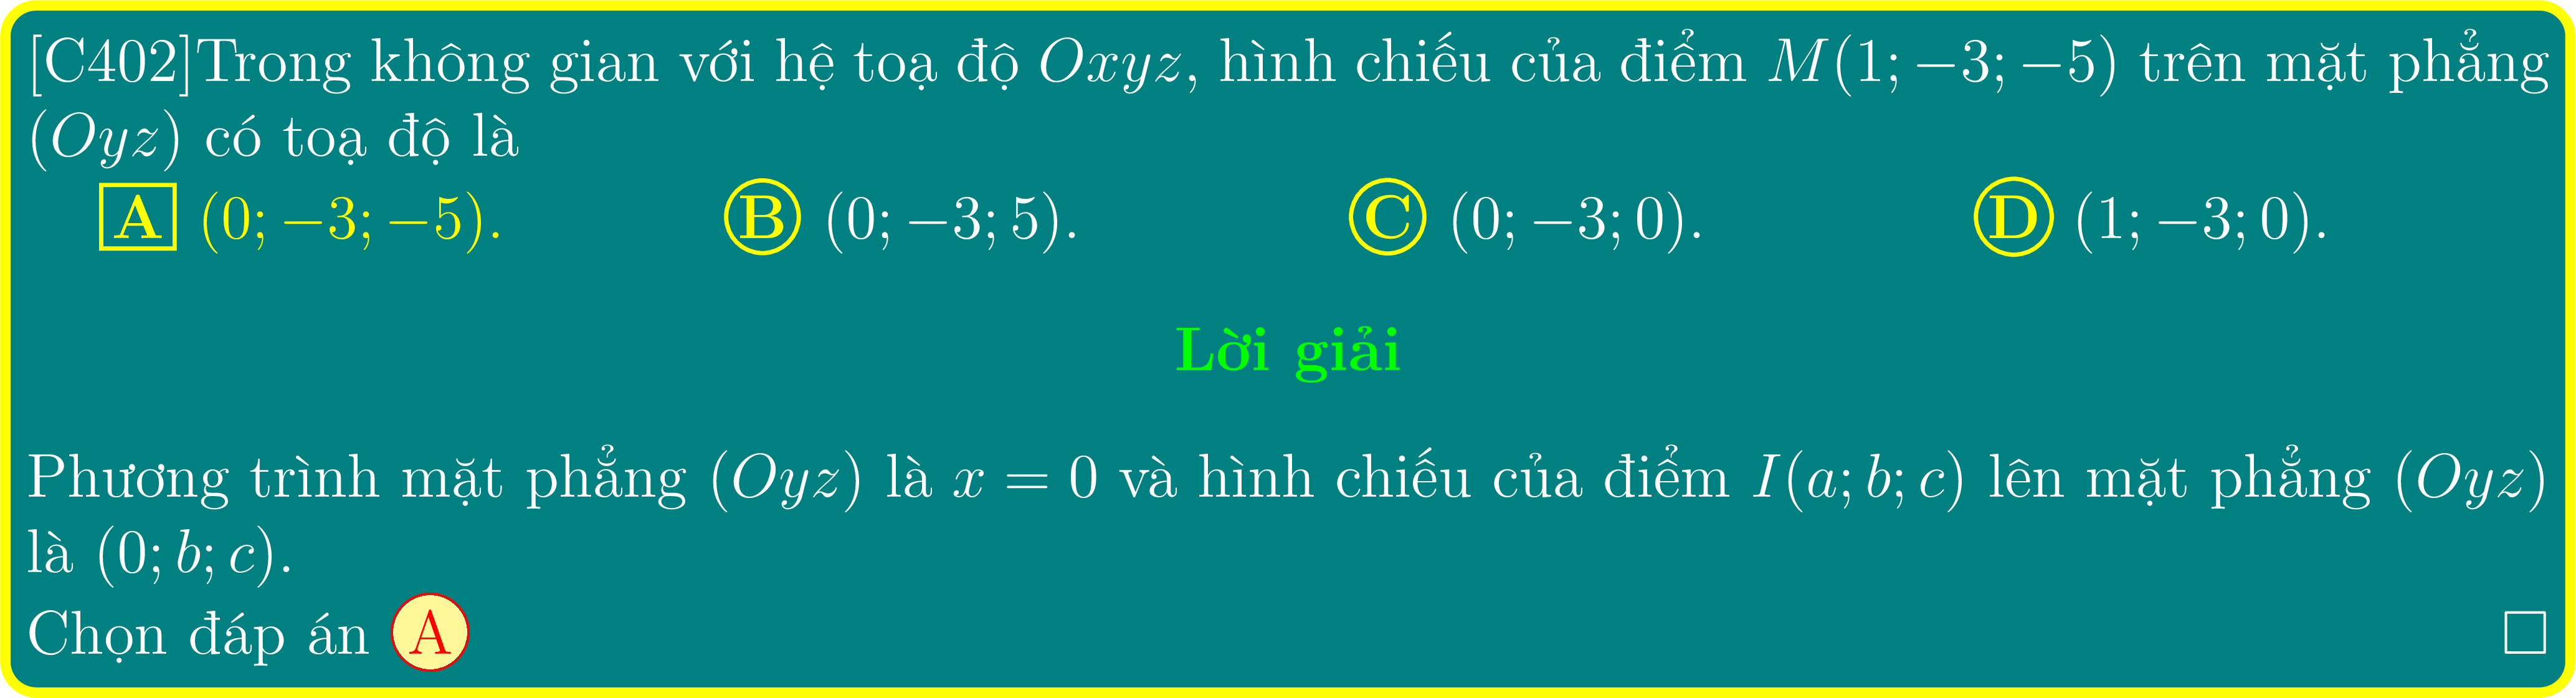 [C402]Trong không gian với hệ toạ độ Oxyz, hình chiếu của điểm M(1; −3; −5) trên mặt phẳng
(Oyz) có toạ độ là
A (0; −3; −5). B (0; −3; 5). C (0; −3; 0). D (1; −3; 0).
Lời giải
Phương trình mặt phẳng (Oyz) là x = 0 và hình chiếu của điểm I(a; b; c) lên mặt phẳng (Oyz)
là (0; b; c).
Chọn đáp án A □